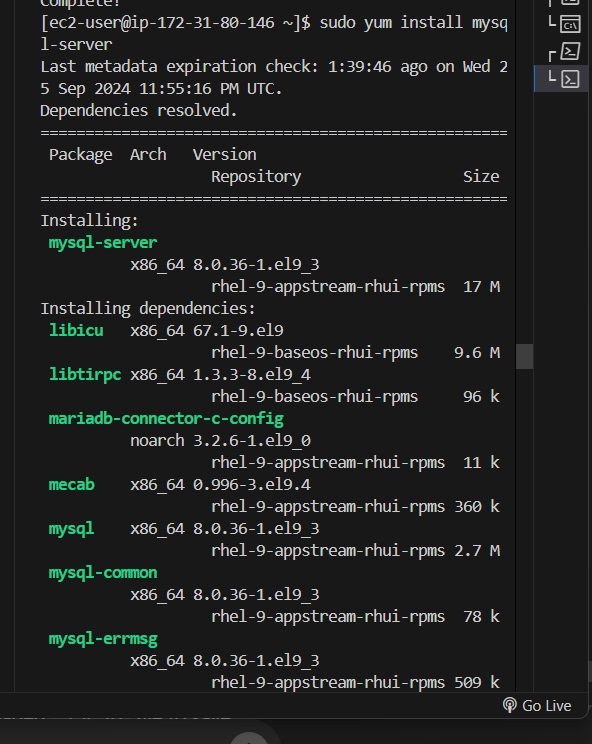 Complete!
[ec2-user@ip-172-31-80-146 ~]$ sudo yum install mysq
l-server
Last metadata expiration check: 1:39:46 ago on Wed 2
5 Sep 2024 11:55:16 PM UTC.
Dependencies resolved.
====================================================
Package Arch Version
Repository Size
====================================================
Installing:
mysql-server
x86_64 8.0.36-1.el9_3
rhel-9-appstream-rhui-rpms 17 M
Installing dependencies:
libicu x86_64 67.1-9.el9
rhel-9-baseos-rhui-rpms 9.6 M
libtirpc x86_64 1.3.3-8.el9_4
rhel-9-baseos-rhui-rpms 96 k
mariadb-connector-c-config
noarch 3.2.6-1.el9_0
rhel-9-appstream-rhui-rpms 11 k
mecab x86_64 0.996-3.el9.4
rhel-9-appstream-rhui-rpms 360 k
mysql x86_64 8.0.36-1.el9_3
rhel-9-appstream-rhui-rpms 2.7 M
mysql-common
x86_64 8.0.36-1.el9_3
rhel-9-appstream-rhui-rpms 78 k
mysql-errmsg
x86_64 8.0.36-1.el9_3
rhel-9-appstream-rhui-rpms 509 k
Go Live